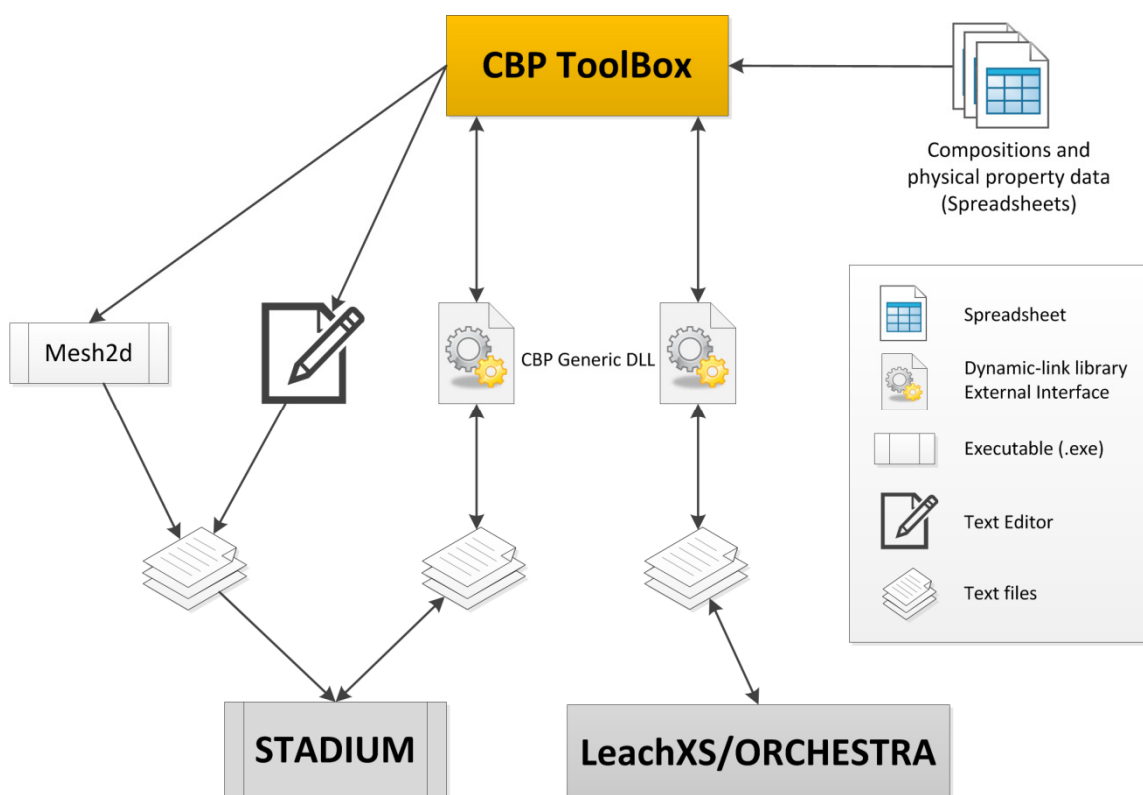 CBP ToolBox
Compositions and
physical property data
(Spreadsheets)
Mesh2d
CBP Generic DLL
Spreadsheet
Dynamic-link library
External Interface
Executable (.exe)
Text Editor
Text files
STADIUM
LeachXS/ORCHESTRA